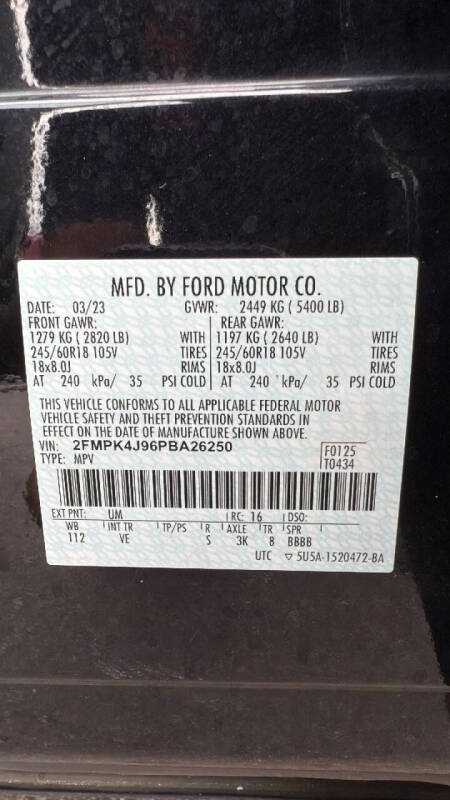 MFD. BY FORD MOTOR CO.
DATE: 03/23 GVWR: 2449 KG ( 5400 LB)
FRONT GAWR: REAR GAWR:
1279 KG ( 2820 LB) WITH 1197 KG ( 2640 LB) WITH
245/60R18 105V TIRES 245/60R18 105V TIRES
18x8.0J RIMS 18x8.0J RIMS
AT 240 kPa/ 35 PSI COLD AT 240 kPa/ 35 PSI COLD
THIS VEHICLE CONFORMS TO ALL APPLICABLE FEDERAL MOTOR
VEHICLE SAFETY AND THEFT PREVENTION STANDARDS IN
EFFECT ON THE DATE OF MANUFACTURE SHOWN ABOVE.
VIN: 2FMPK4J96PBA26250 F0125
TYPE: MPV T0434
EXT PNT: UM RC: 16 DSO:
WB INT TR TP/PS R AXLE TR SPR
112 VE S 3K 8 BBBB
UTC 5U5A-1520472-BA